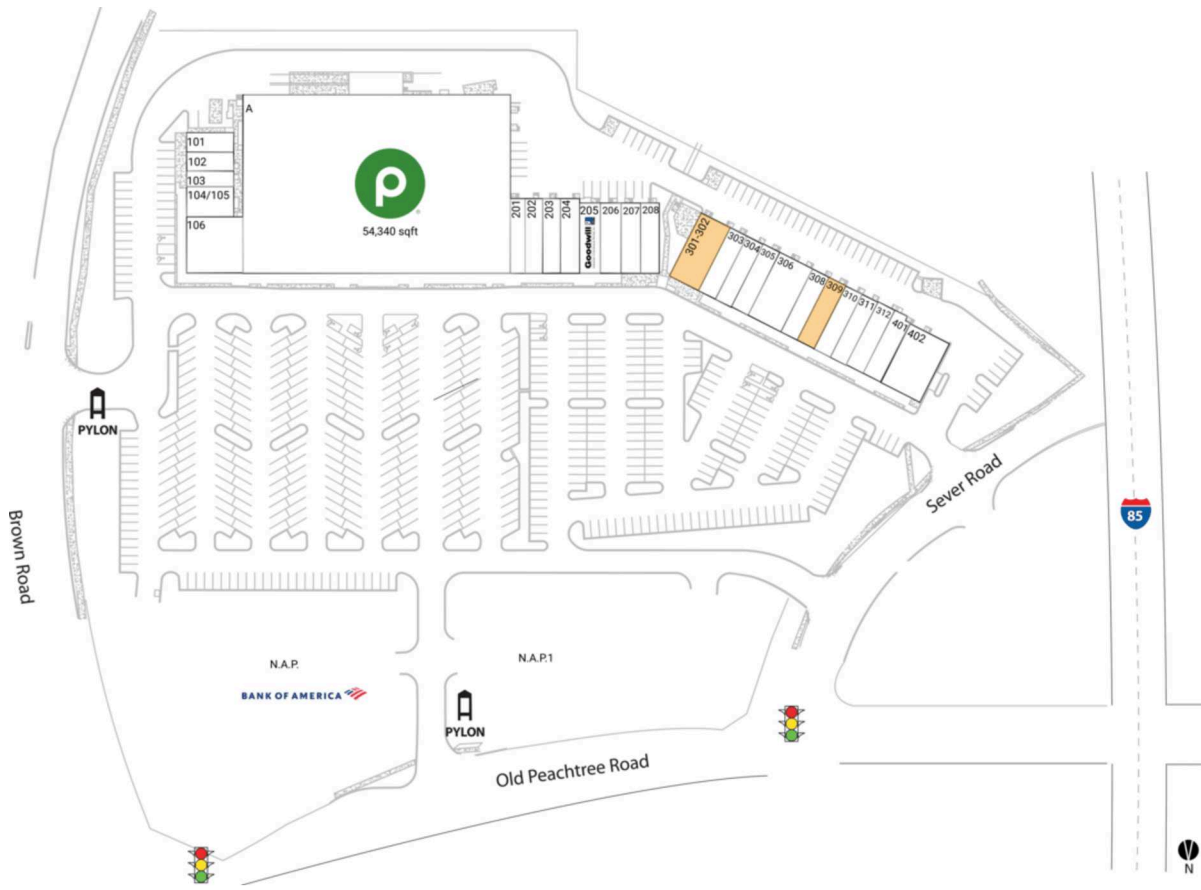 A
54,340 sqft
101
102
103
104/105
106
201
202
203
204
205
Goodwill
206
207
208
301-302
303
304
305
306
308
309
310
311
312
401
402
PYLON
Brown Road
Sever Road
85
N.A.P.
BANK OF AMERICA
N.A.P.1
PYLON
Old Peachtree Road
N